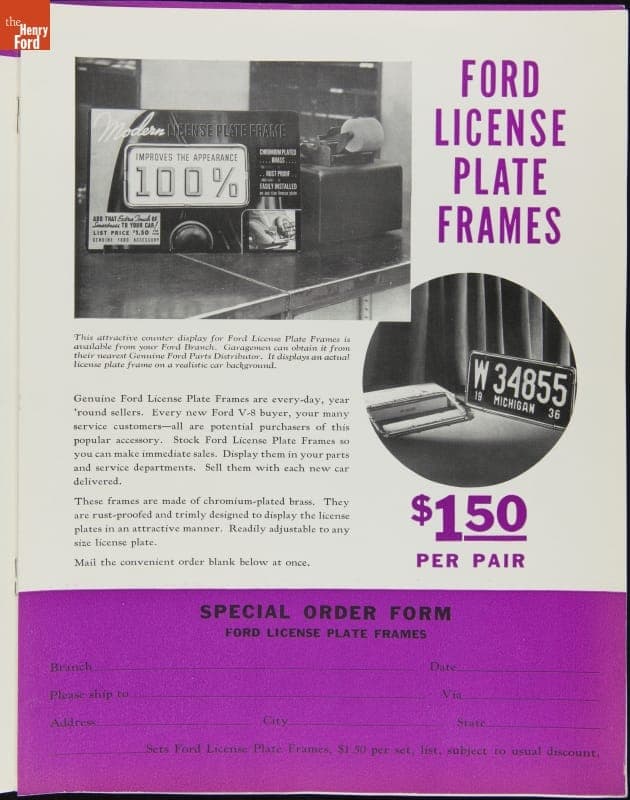 the
Henry
Ford
FORD
LICENSE
PLATE
FRAMES
Modern LICENSE PLATE FRAME
IMPROVES THE APPEARANCE
100%
CHROMIUM PLATED
BRASS
RUST PROOF
EASILY INSTALLED
ADD THAT Extra Touch of
Smartness TO YOUR CAR!
LIST PRICE $1.50
GENUINE FORD ACCESSORY
This attractive counter display for Ford License Plate Frames is
available from your Ford Branch. Garagemen can obtain it from
their nearest Genuine Ford Parts Distributor. It displays an actual
license plate frame on a realistic car background.
W 34855
19 MICHIGAN 36
Genuine Ford License Plate Frames are every-day, year
'round sellers. Every new Ford V-8 buyer, your many
service customers—all are potential purchasers of this
popular accessory. Stock Ford License Plate Frames so
you can make immediate sales. Display them in your parts
and service departments. Sell them with each new car
delivered.
These frames are made of chromium-plated brass. They
are rust-proofed and trimly designed to display the license
plates in an attractive manner. Readily adjustable to any
size license plate.
Mail the convenient order blank below at once.
$1.50
PER PAIR
SPECIAL ORDER FORM
FORD LICENSE PLATE FRAMES
Branch Date
Please ship to Via
Address City State
Sets Ford License Plate Frames, $1.50 per set, list, subject to usual discount.